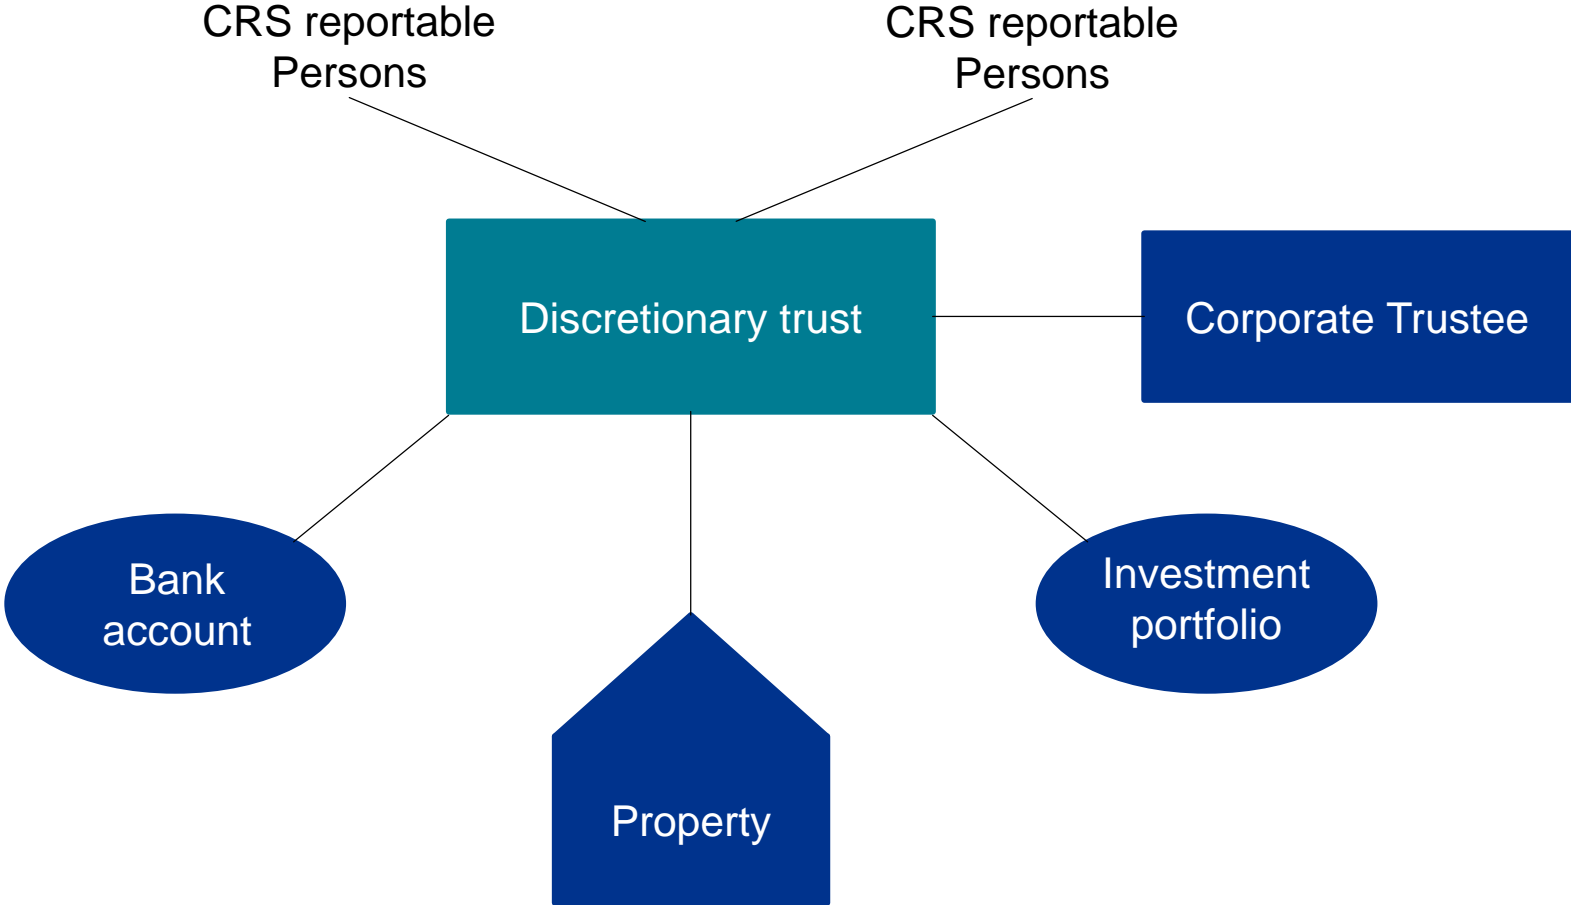 CRS reportable
Persons
CRS reportable
Persons
Discretionary trust
Corporate Trustee
Bank
account
Investment
portfolio
Property